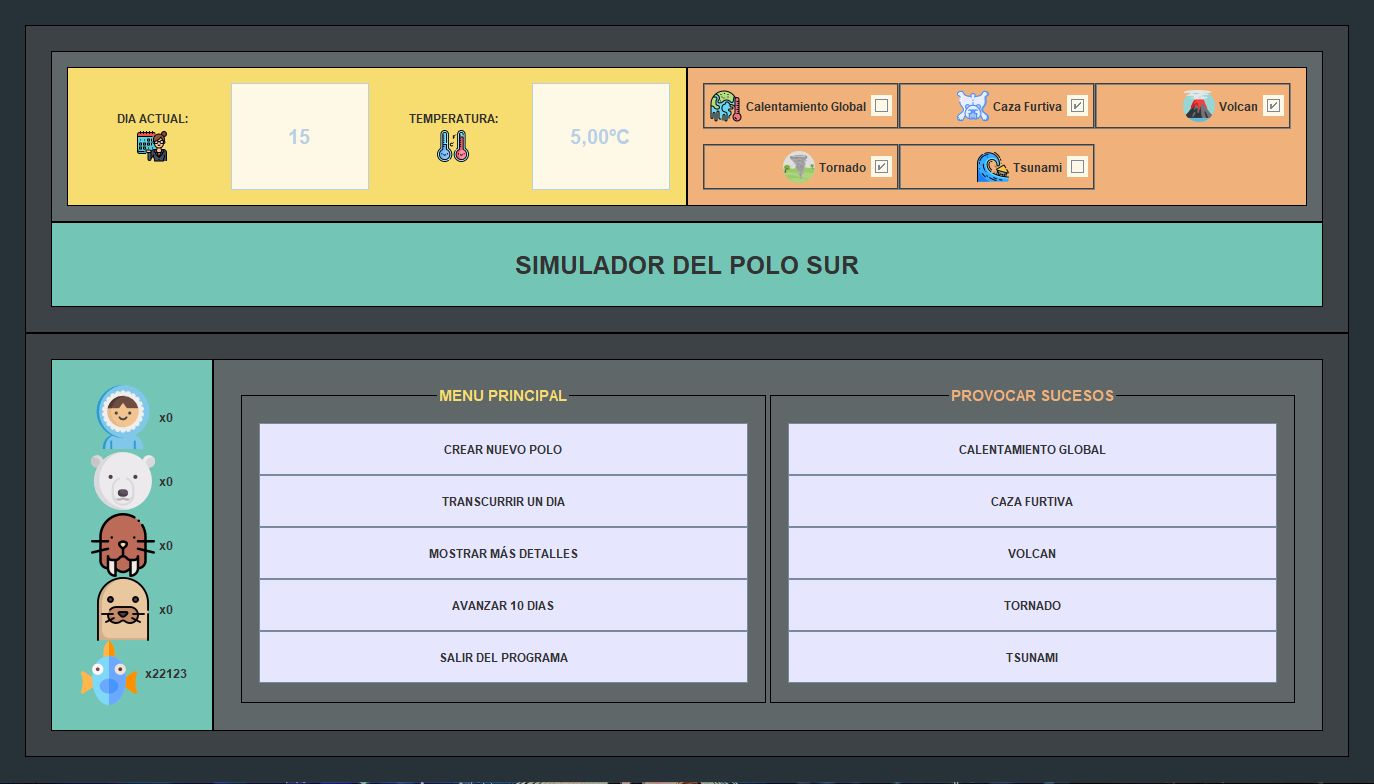 DIA ACTUAL:
15
TEMPERATURA:
5,00ºC
Calentamiento Global
Caza Furtiva
Volcan
Tornado
Tsunami
SIMULADOR DEL POLO SUR
x0
x0
x0
x0
x22123
MENU PRINCIPAL
CREAR NUEVO POLO
TRANSCURRIR UN DIA
MOSTRAR MÁS DETALLES
AVANZAR 10 DIAS
SALIR DEL PROGRAMA
PROVOCAR SUCESOS
CALENTAMIENTO GLOBAL
CAZA FURTIVA
VOLCAN
TORNADO
TSUNAMI